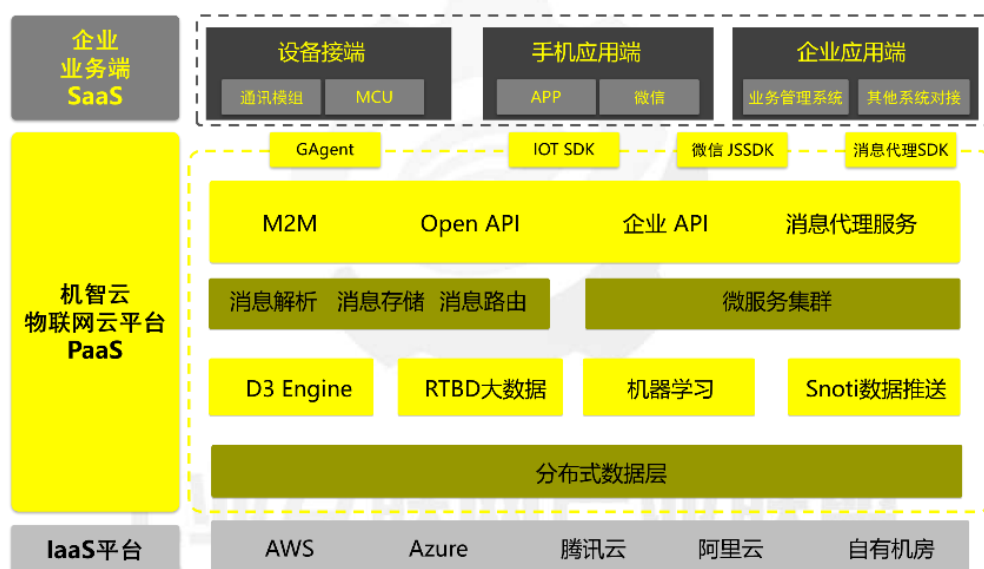 企业
业务端
SaaS
设备接端
手机应用端
企业应用端
通讯模组
MCU
APP
微信
业务管理系统
其他系统对接
GAgent
IOT SDK
微信 JSSDK
消息代理SDK
机智云
物联网云平台
PaaS
M2M
Open API
企业 API
消息代理服务
消息解析 消息存储 消息路由
微服务集群
D3 Engine
RTBD大数据
机器学习
Snoti数据推送
分布式数据层
IaaS平台
AWS
Azure
腾讯云
阿里云
自有机房